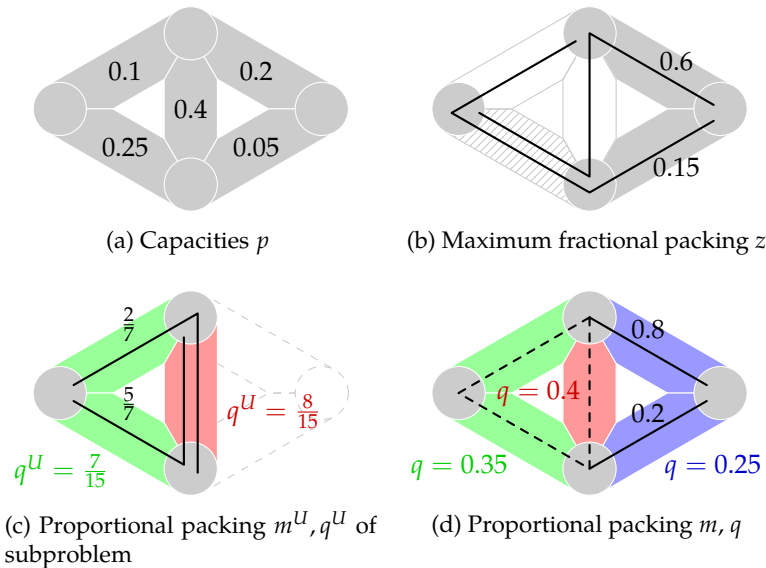 0.1
0.2
0.4
0.25
0.05
(a) Capacities p
0.6
0.15
(b) Maximum fractional packing z
2/7
5/7
q^U = 8/15
q^U = 7/15
(c) Proportional packing m^U, q^U of
subproblem
0.8
q = 0.4
0.2
q = 0.35
q = 0.25
(d) Proportional packing m, q